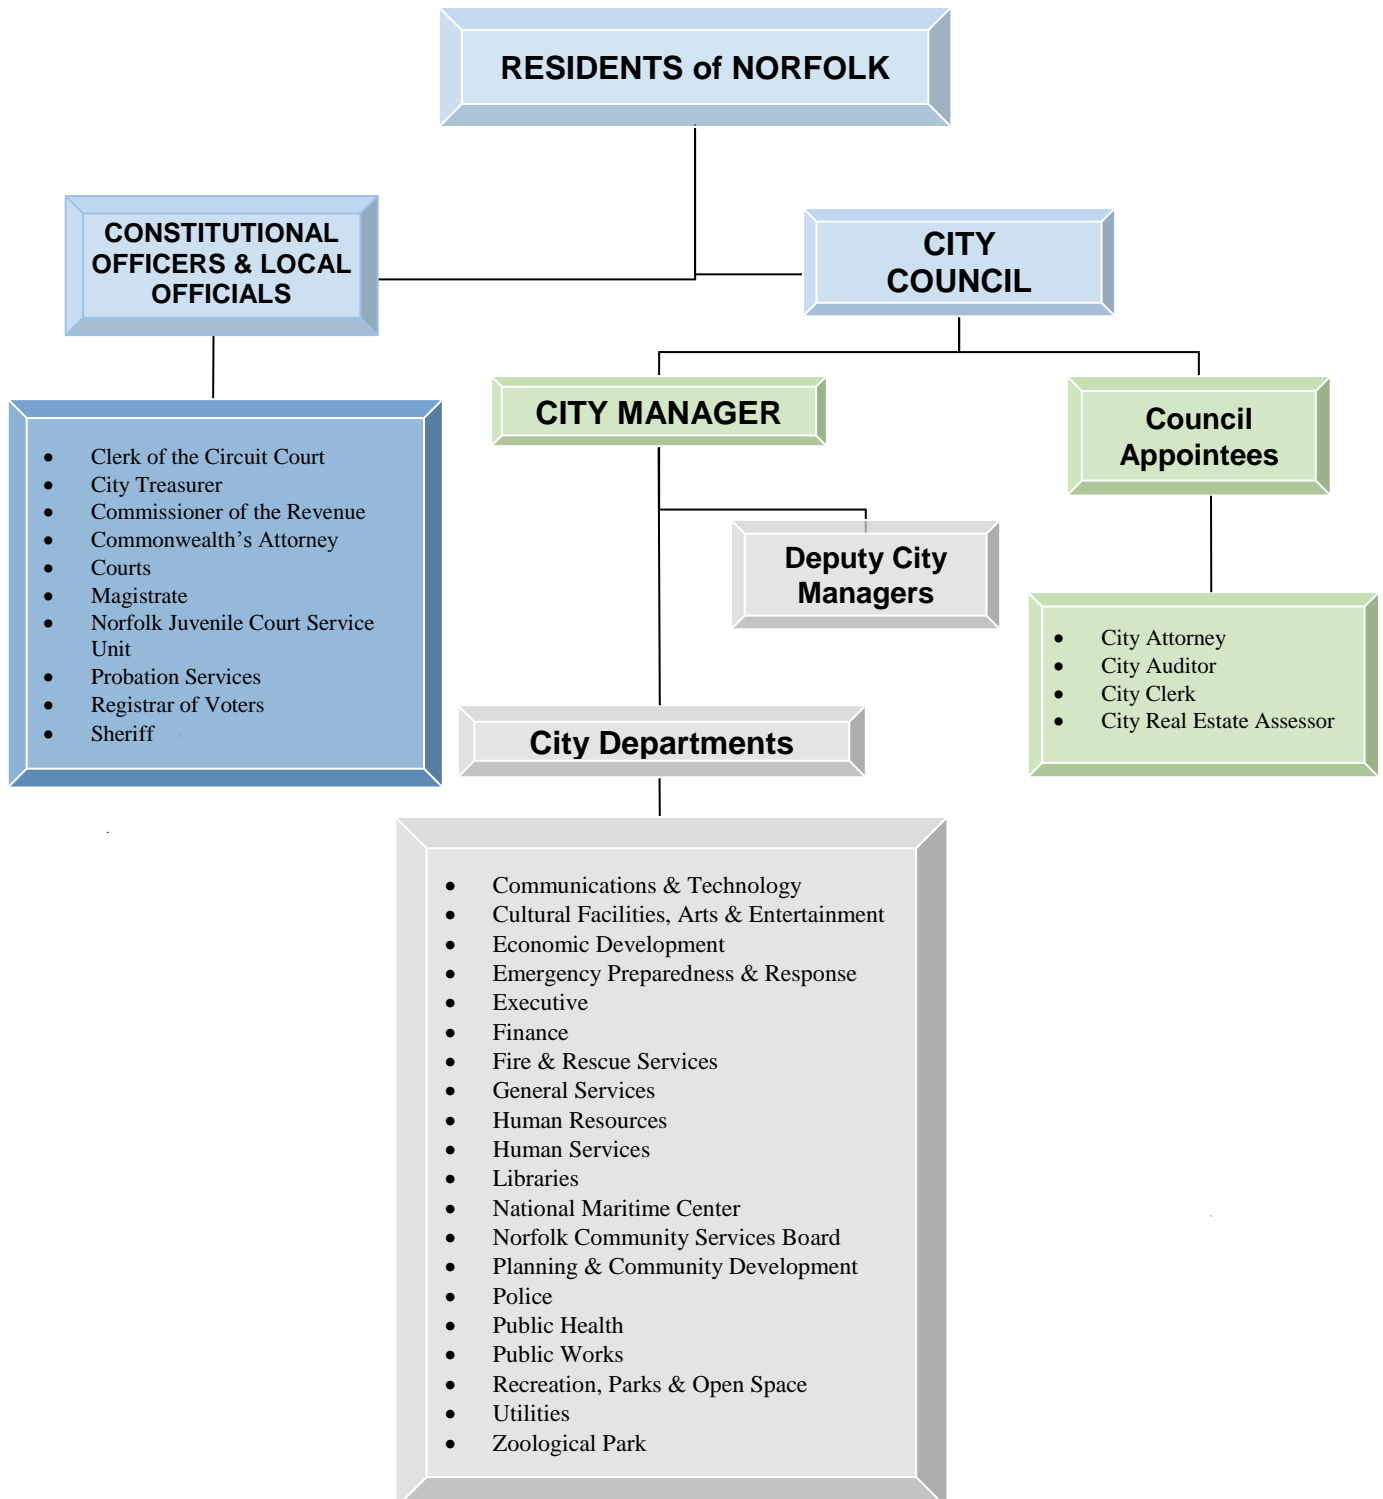 RESIDENTS of NORFOLK
CONSTITUTIONAL
OFFICERS & LOCAL
OFFICIALS
CITY
COUNCIL
CITY MANAGER
Council
Appointees
• Clerk of the Circuit Court
• City Treasurer
• Commissioner of the Revenue
• Commonwealth’s Attorney
• Courts
• Magistrate
• Norfolk Juvenile Court Service
Unit
• Probation Services
• Registrar of Voters
• Sheriff
Deputy City
Managers
• City Attorney
• City Auditor
• City Clerk
• City Real Estate Assessor
City Departments
• Communications & Technology
• Cultural Facilities, Arts & Entertainment
• Economic Development
• Emergency Preparedness & Response
• Executive
• Finance
• Fire & Rescue Services
• General Services
• Human Resources
• Human Services
• Libraries
• National Maritime Center
• Norfolk Community Services Board
• Planning & Community Development
• Police
• Public Health
• Public Works
• Recreation, Parks & Open Space
• Utilities
• Zoological Park